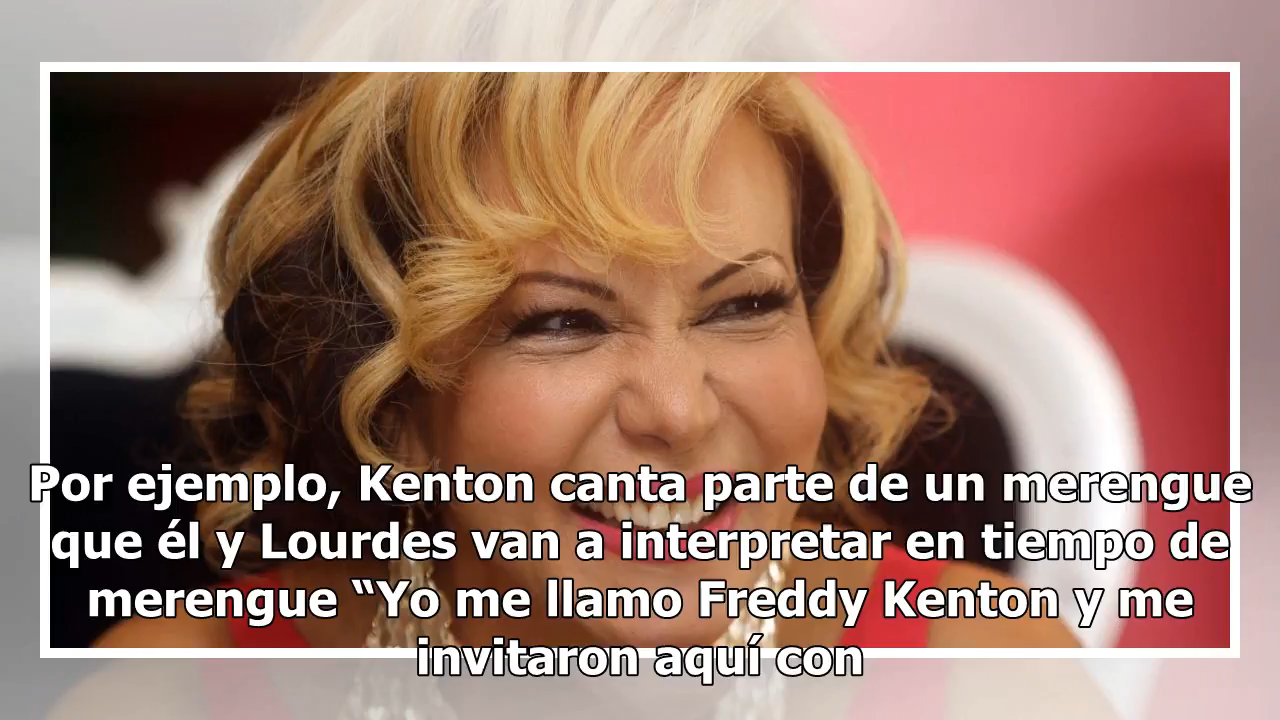 Por ejemplo, Kenton canta parte de un merengue
que él y Lourdes van a interpretar en tiempo de
merengue “Yo me llamo Freddy Kenton y me
invitaron aquí con